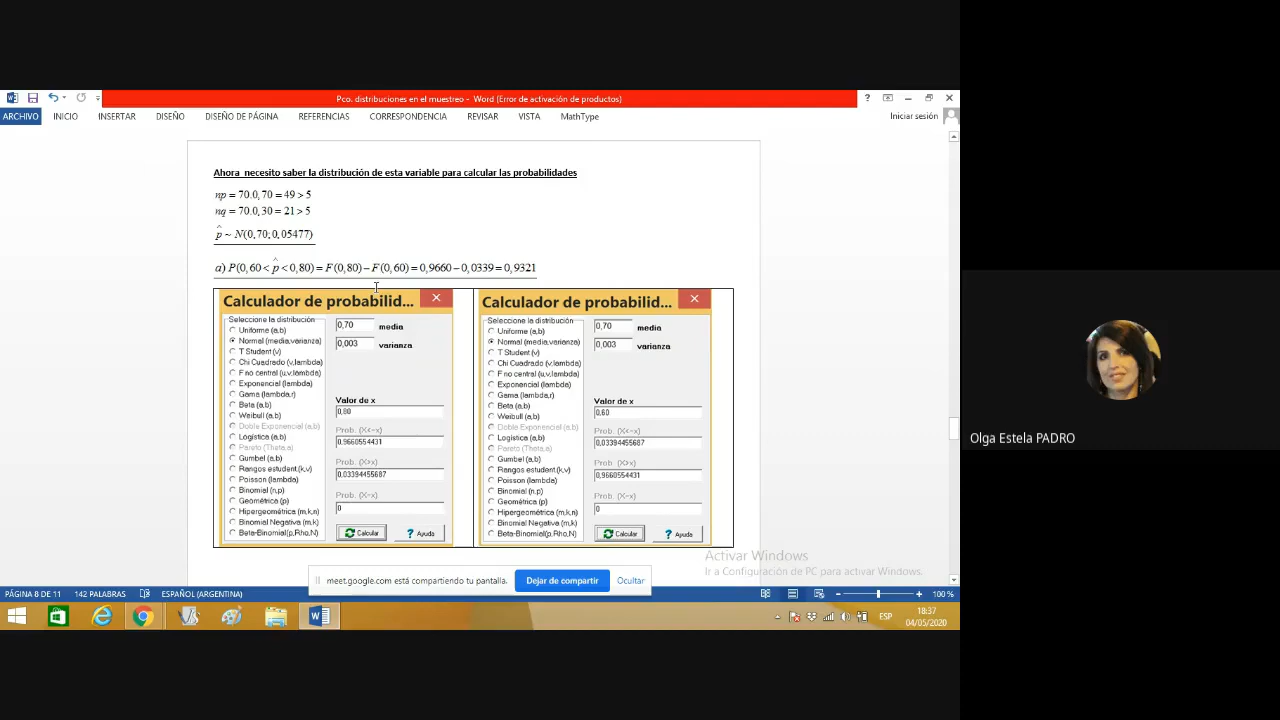 Pco. distribuciones en el muestreo - Word (Error de activación de productos)
ARCHIVO INICIO INSERTAR DISEÑO DISEÑO DE PÁGINA REFERENCIAS CORRESPONDENCIA REVISAR VISTA MathType Iniciar sesión
Ahora necesito saber la distribución de esta variable para calcular las probabilidades
np = 70.0,70 = 49 > 5
nq = 70.0,30 = 21 > 5
p̂ ~ N(0,70;0,05477)
a) P(0,60 < p̂ < 0,80) = F(0,80) − F(0,60) = 0,9660 − 0,0339 = 0,9321
Calculador de probabilid...
Seleccione la distribución
Uniforme (a,b)
Normal (media,varianza)
T Student (v)
Chi Cuadrado (v,lambda)
F no central (u,v,lambda)
Exponencial (lambda)
Gama (lambda,r)
Beta (a,b)
Weibull (a,b)
Doble Exponencial (a,b)
Logística (a,b)
Pareto (Theta,a)
Gumbel (a,b)
Rangos estudent.(k,v)
Poisson (lambda)
Binomial (n,p)
Geométrica (p)
Hipergeométrica (m,k,n)
Binomial Negativa (m,k)
Beta-Binomial(p,Rho,N)
0,70 media
0,003 varianza
Valor de x
0,80
Prob. (X<=x)
0,9660554431
Prob. (X>x)
0,03394455687
Prob. (X=x)
0
Calcular ? Ayuda
Calculador de probabilid...
Seleccione la distribución
Uniforme (a,b)
Normal (media,varianza)
T Student (v)
Chi Cuadrado (v,lambda)
F no central (u,v,lambda)
Exponencial (lambda)
Gama (lambda,r)
Beta (a,b)
Weibull (a,b)
Doble Exponencial (a,b)
Logística (a,b)
Pareto (Theta,a)
Gumbel (a,b)
Rangos estudent.(k,v)
Poisson (lambda)
Binomial (n,p)
Geométrica (p)
Hipergeométrica (m,k,n)
Binomial Negativa (m,k)
Beta-Binomial(p,Rho,N)
0,70 media
0,003 varianza
Valor de x
0,60
Prob. (X<=x)
0,03394455687
Prob. (X>x)
0,9660554431
Prob. (X=x)
0
Calcular ? Ayuda
Activar Windows
Ir a Configuración de PC para activar Windows.
meet.google.com está compartiendo tu pantalla. Dejar de compartir Ocultar
PÁGINA 8 DE 11 142 PALABRAS ESPAÑOL (ARGENTINA) 100 %
ESP 18:37
04/05/2020
Olga Estela PADRO